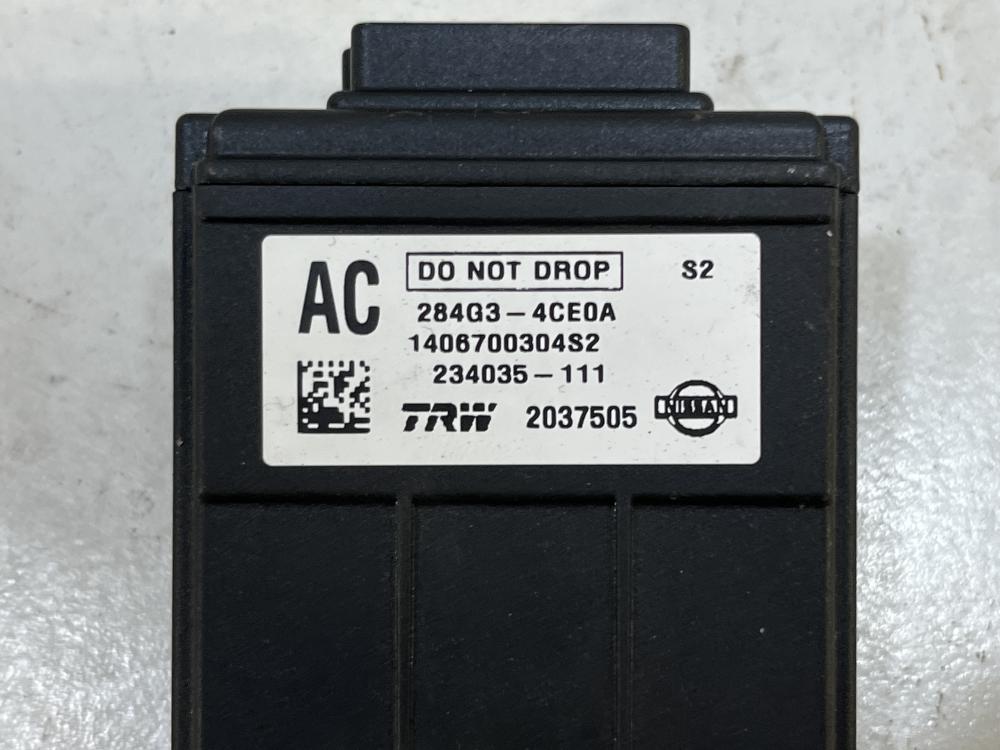 AC
DO NOT DROP
S2
284G3-4CE0A
1406700304S2
234035-111
TRW 2037505 NISSAN